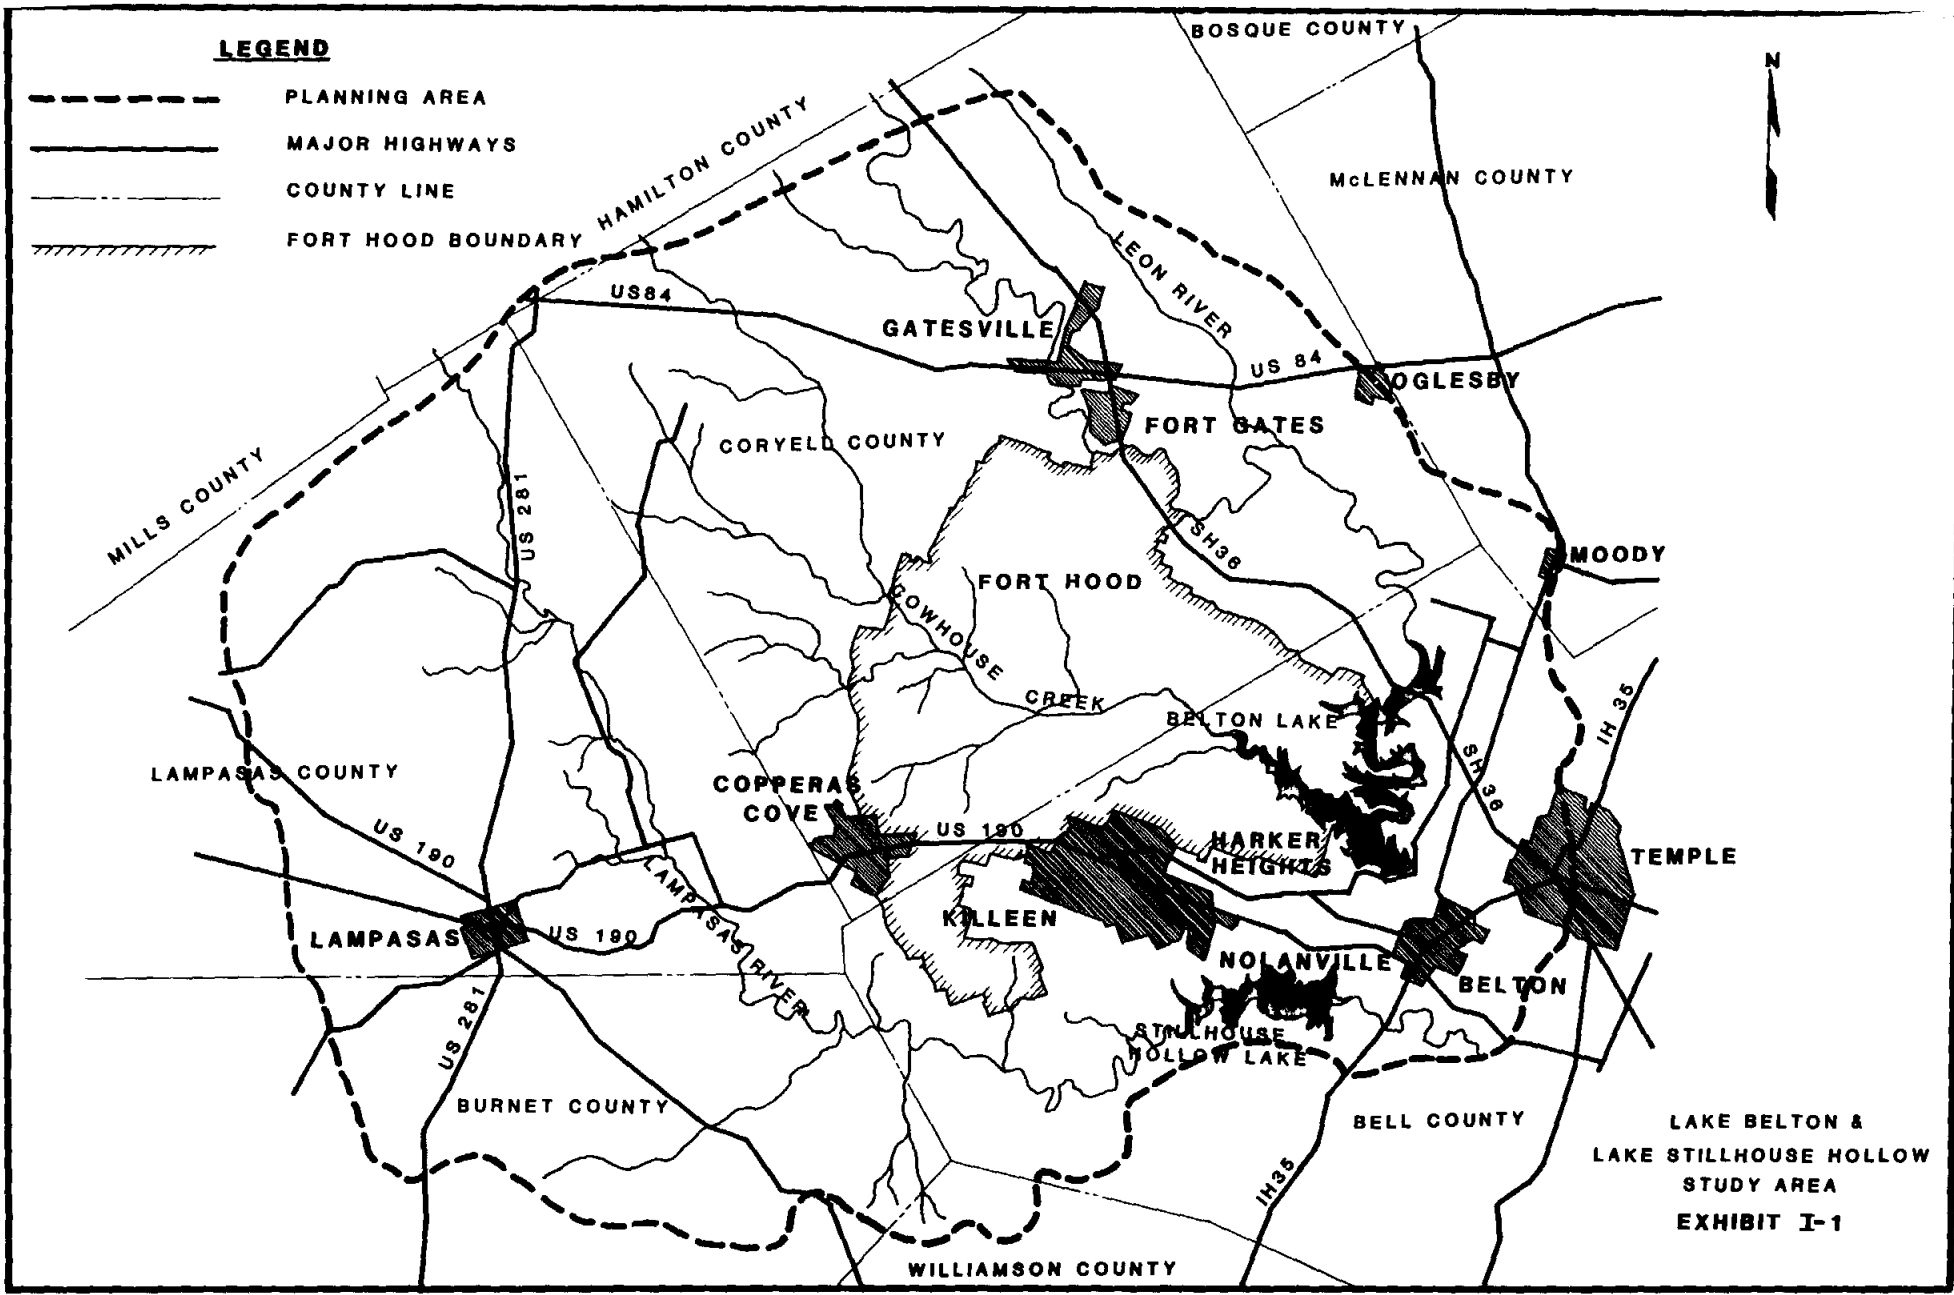 LEGEND
PLANNING AREA
MAJOR HIGHWAYS
COUNTY LINE
FORT HOOD BOUNDARY
N
BOSQUE COUNTY
HAMILTON COUNTY
McLENNAN COUNTY
LEON RIVER
US84
GATESVILLE
US 84
OGLESBY
FORT GATES
CORYELL COUNTY
MILLS COUNTY
US 281
SH36
MOODY
FORT HOOD
COWHOUSE
CREEK
BELTON LAKE
IH 35
SH 36
LAMPASAS COUNTY
COPPERAS
COVE
US 190
US 190
HARKER
HEIGHTS
TEMPLE
LAMPASAS RIVER
KILLEEN
LAMPASAS
US 190
NOLANVILLE
BELTON
US 281
STILLHOUSE
HOLLOW LAKE
BURNET COUNTY
BELL COUNTY
IH35
WILLIAMSON COUNTY
LAKE BELTON &
LAKE STILLHOUSE HOLLOW
STUDY AREA
EXHIBIT I-1